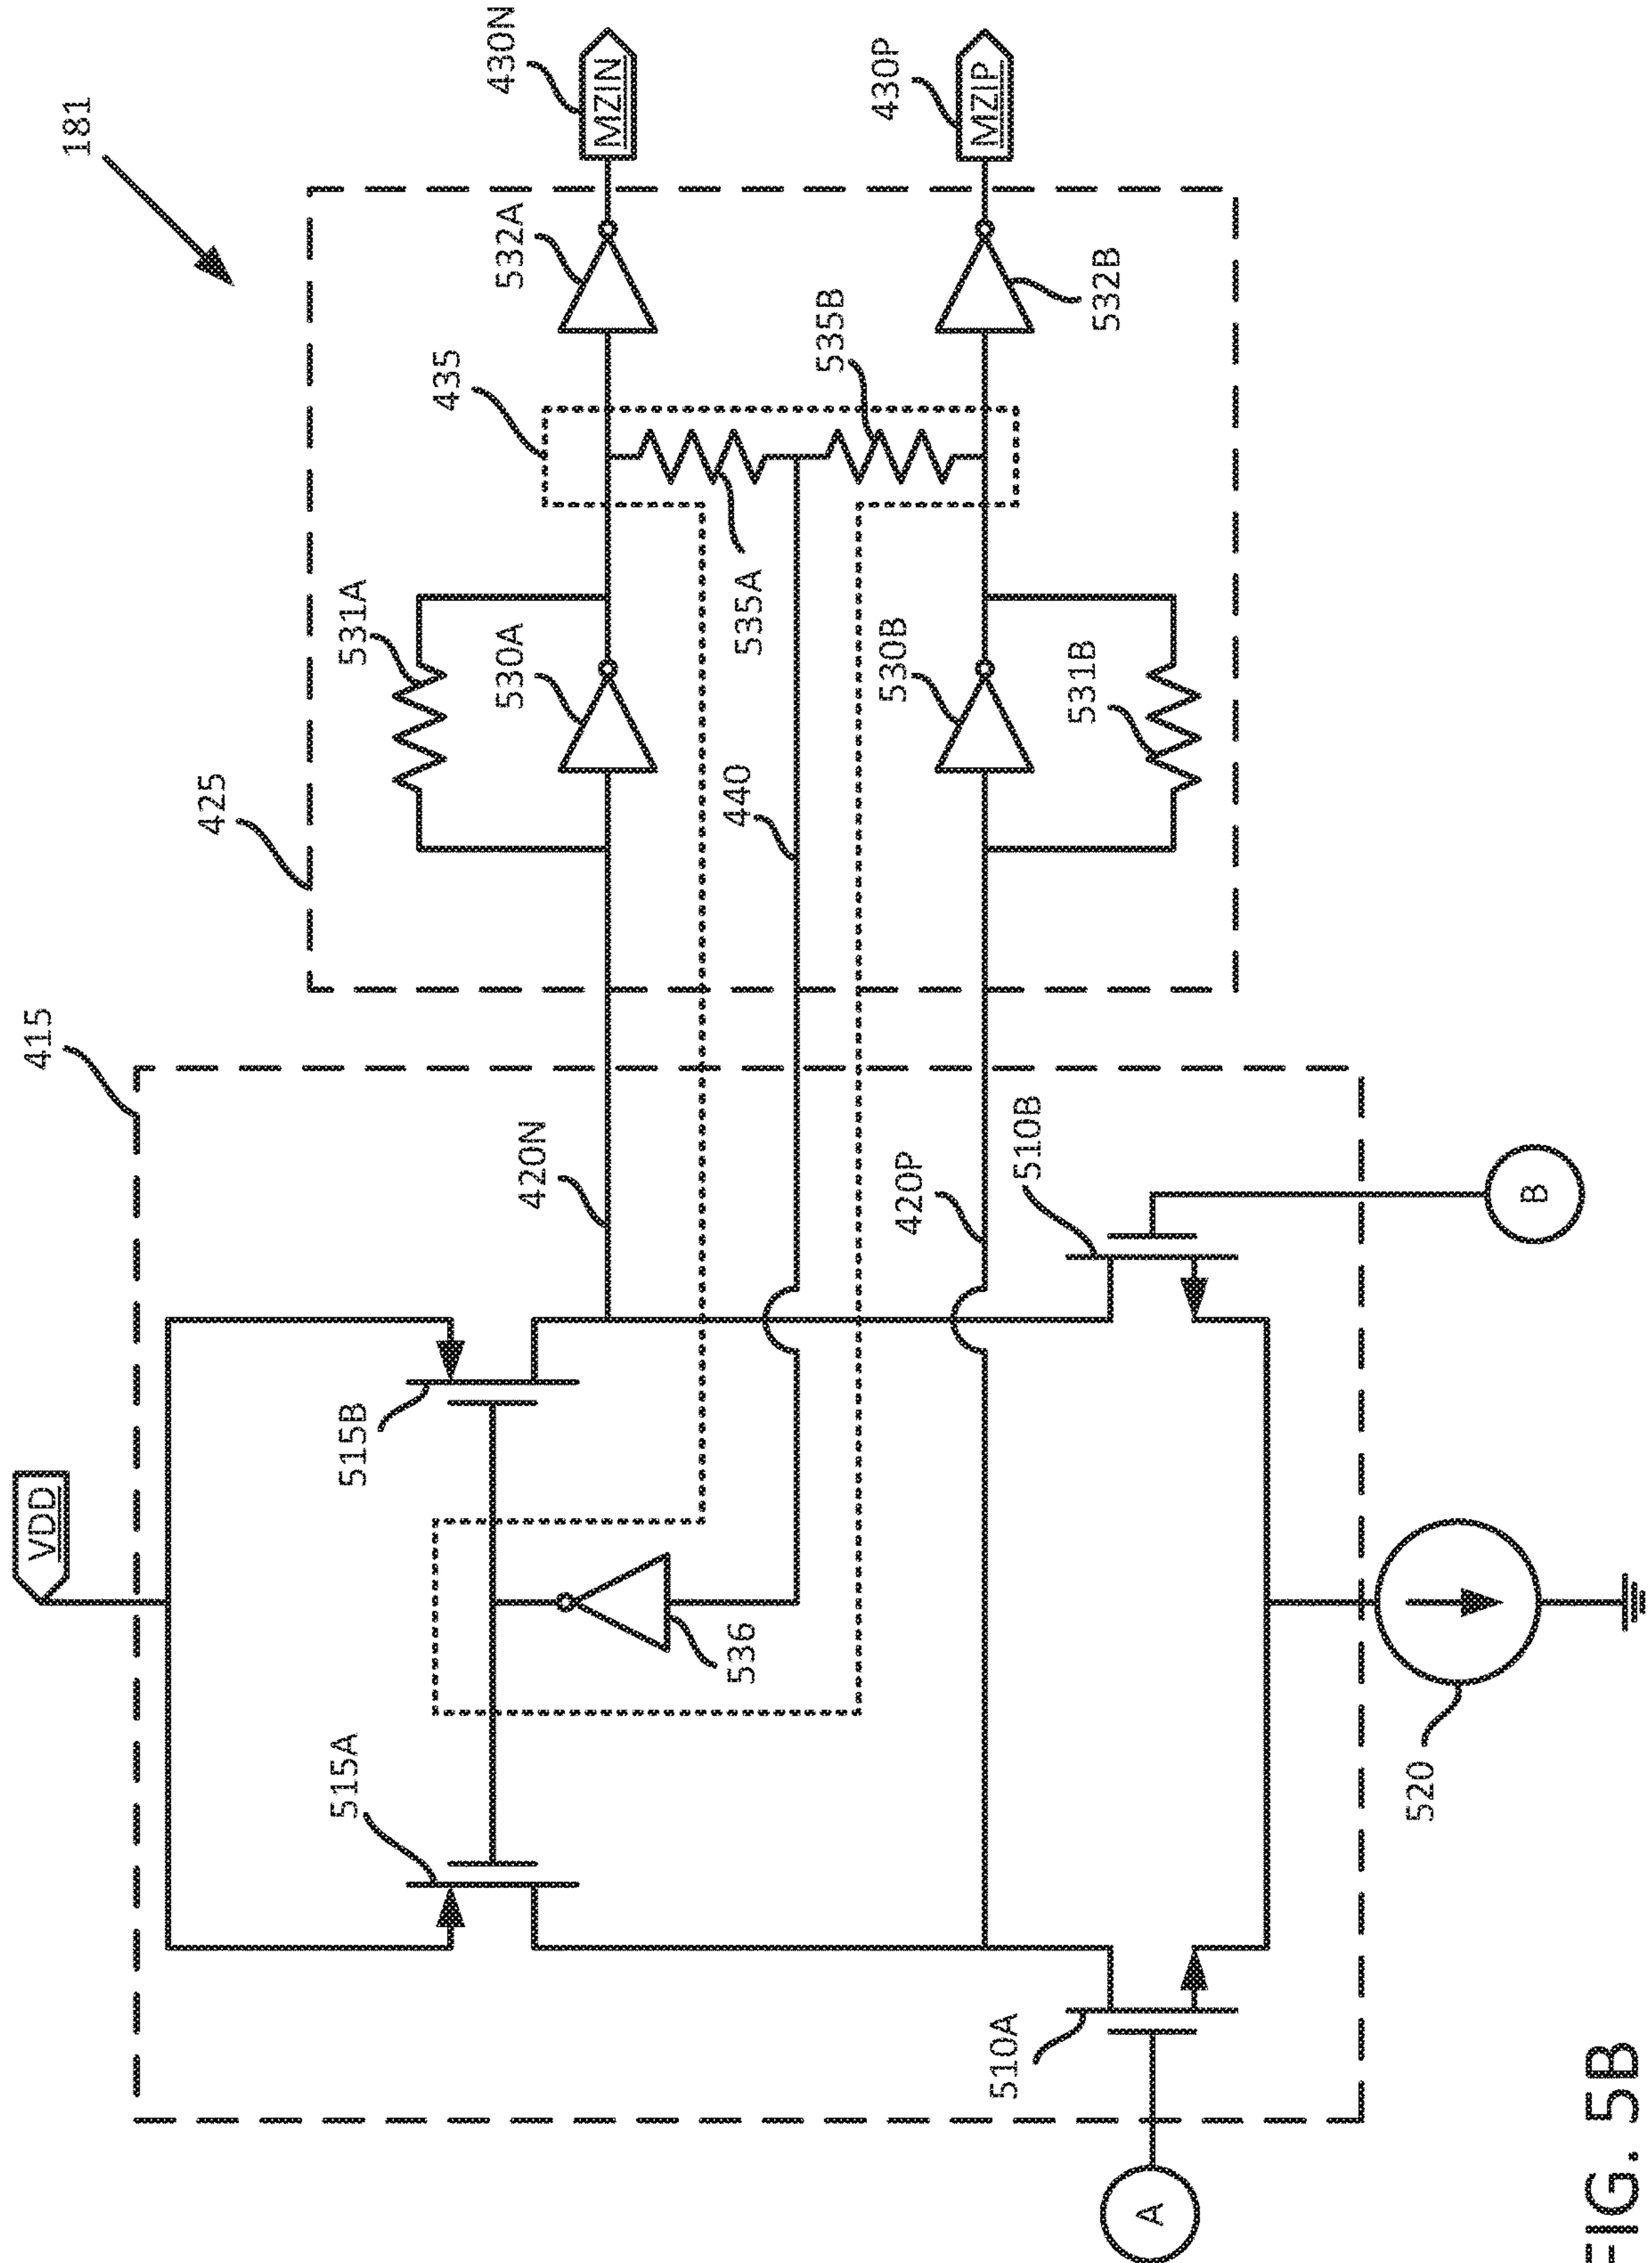 181
415
VDD
425
435
430N
MZIN
430P
MZIP
532A
532B
535B
535A
531A
530A
530B
531B
440
420N
420P
515A
515B
536
510A
510B
520
A
B
FIG. 5B